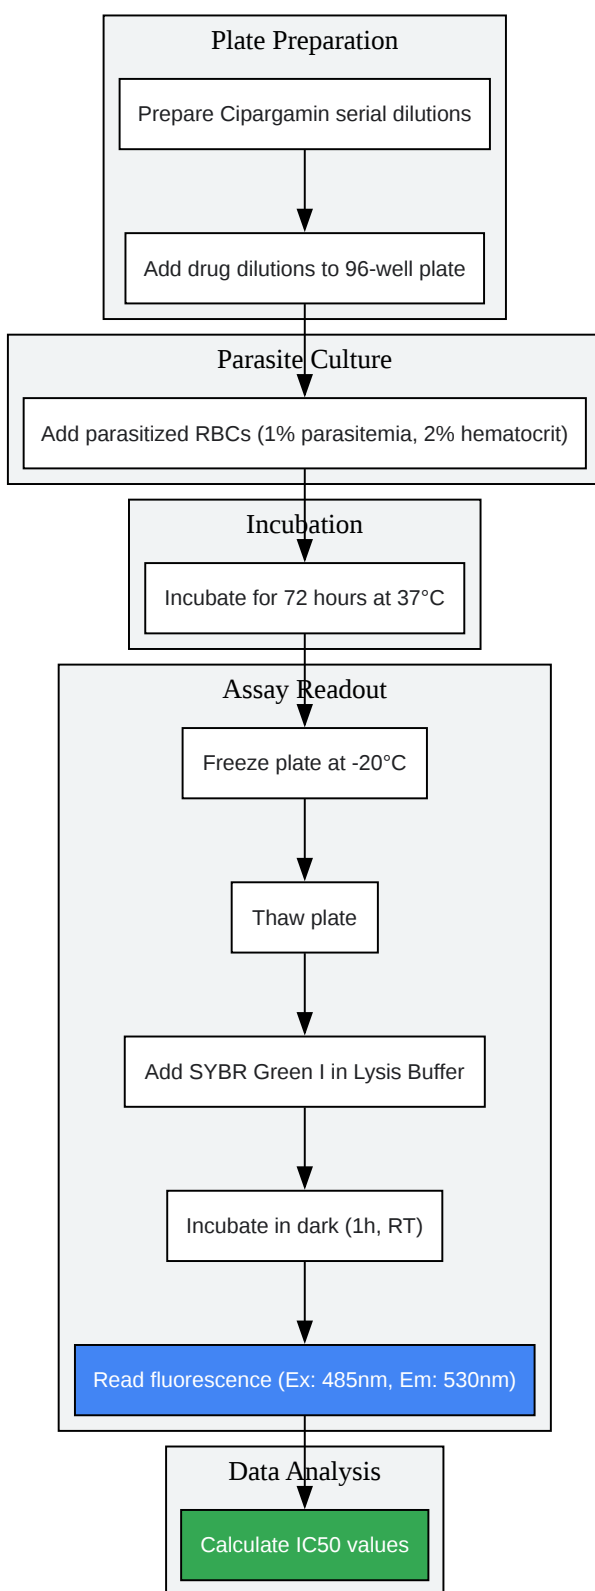 Plate Preparation
Prepare Cipargamin serial dilutions
Add drug dilutions to 96-well plate
Parasite Culture
Add parasitized RBCs (1% parasitemia, 2% hematocrit)
Incubation
Incubate for 72 hours at 37°C
Assay Readout
Freeze plate at -20°C
Thaw plate
Add SYBR Green I in Lysis Buffer
Incubate in dark (1h, RT)
Read fluorescence (Ex: 485nm, Em: 530nm)
Data Analysis
Calculate IC50 values